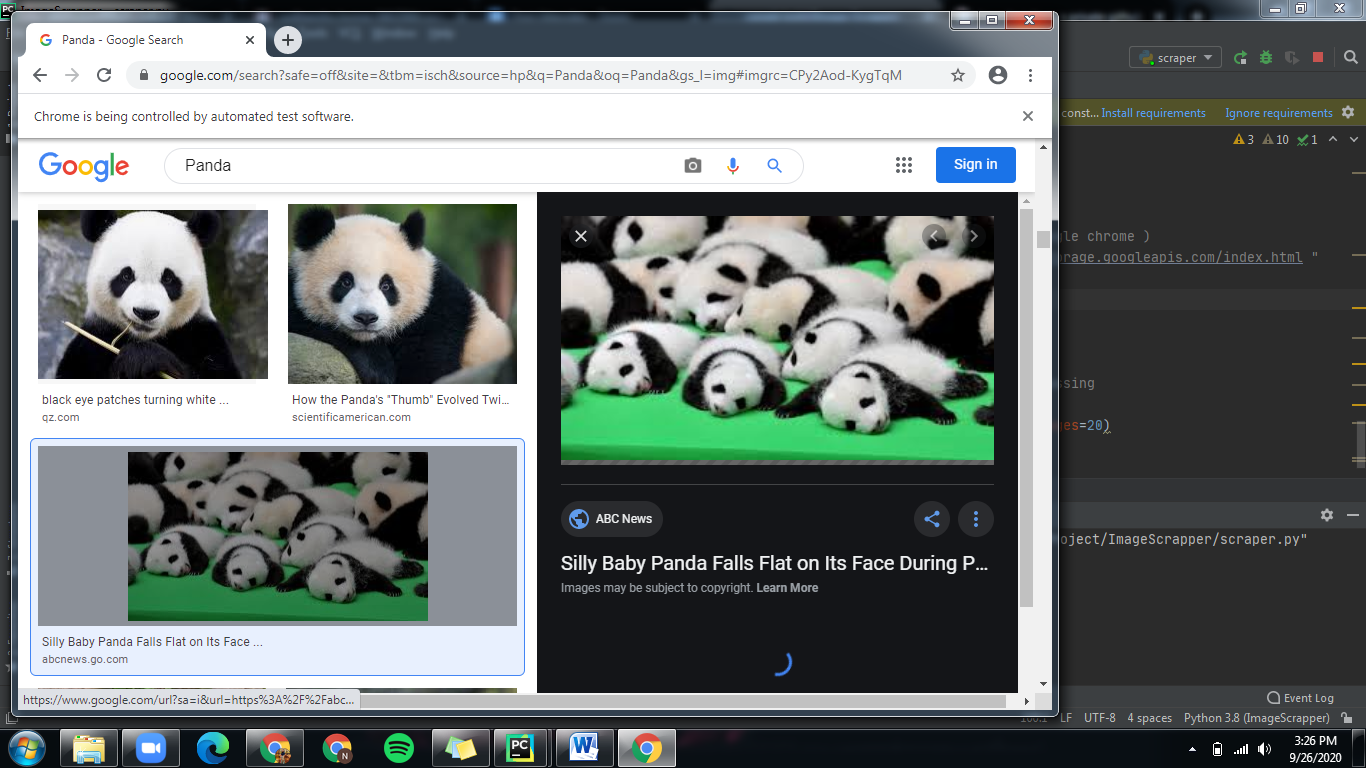 Panda - Google Search
google.com/search?safe=off&site=&tbm=isch&source=hp&q=Panda&oq=Panda&gs_l=img#imgrc=CPy2Aod-KygTqM
Chrome is being controlled by automated test software.
Google
Panda
Sign in
black eye patches turning white ...
qz.com
How the Panda's "Thumb" Evolved Twi...
scientificamerican.com
Silly Baby Panda Falls Flat on Its Face ...
abcnews.go.com
ABC News
Silly Baby Panda Falls Flat on Its Face During P...
Images may be subject to copyright. Learn More
https://www.google.com/url?sa=i&url=https%3A%2F%2Fabc...
scraper
const... Install requirements Ignore requirements
3 10 1
gle chrome )
orage.googleapis.com/index.html "
ssing
ges=20)
oject/ImageScrapper/scraper.py"
Event Log
LF UTF-8 4 spaces Python 3.8 (ImageScrapper)
3:26 PM
9/26/2020